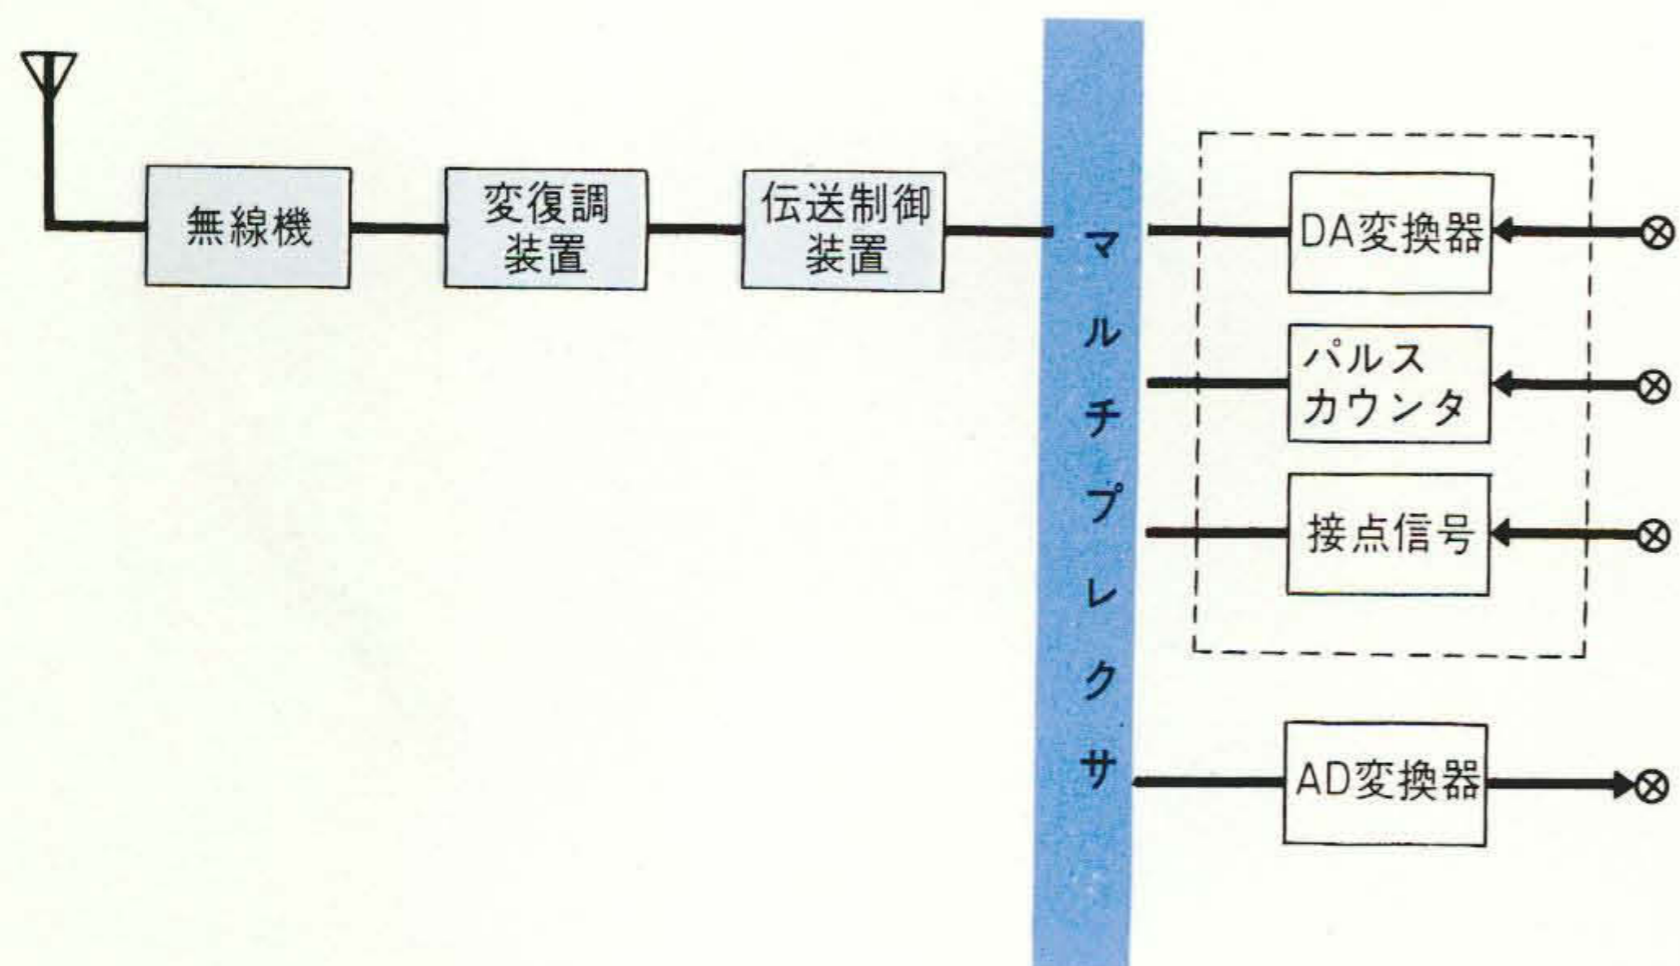 無線機
変復調
装置
伝送制御
装置
マルチプレクサ
DA変換器
パルス
カウンタ
接点信号
AD変換器